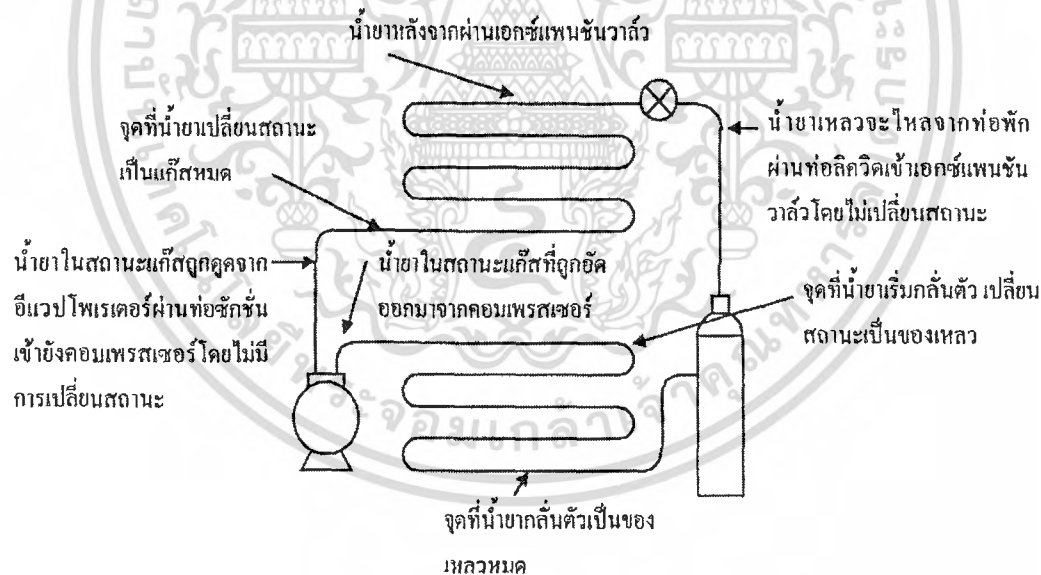 น้ำยาหลังจากผ่านเอกซ์แพนชันวาล์ว
จุดที่น้ำยาเปลี่ยนสถานะ
เป็นแก๊สหมด
น้ำยาเหลวจะไหลจากท่อพัก
ผ่านท่อลิควิดเข้าเอกซ์แพนชัน
วาล์วโดยไม่เปลี่ยนสถานะ
น้ำยาในสถานะแก๊สถูกดูดจาก
อีแวปโพเรเตอร์ผ่านท่อซักชั่น
เข้ายังคอมเพรสเซอร์โดยไม่มี
การเปลี่ยนสถานะ
น้ำยาในสถานะแก๊สที่ถูกอัด
ออกมาจากคอมเพรสเซอร์
จุดที่น้ำยาเริ่มกลั่นตัว เปลี่ยน
สถานะเป็นของเหลว
จุดที่น้ำยากลั่นตัวเป็นของ
เหลวหมด